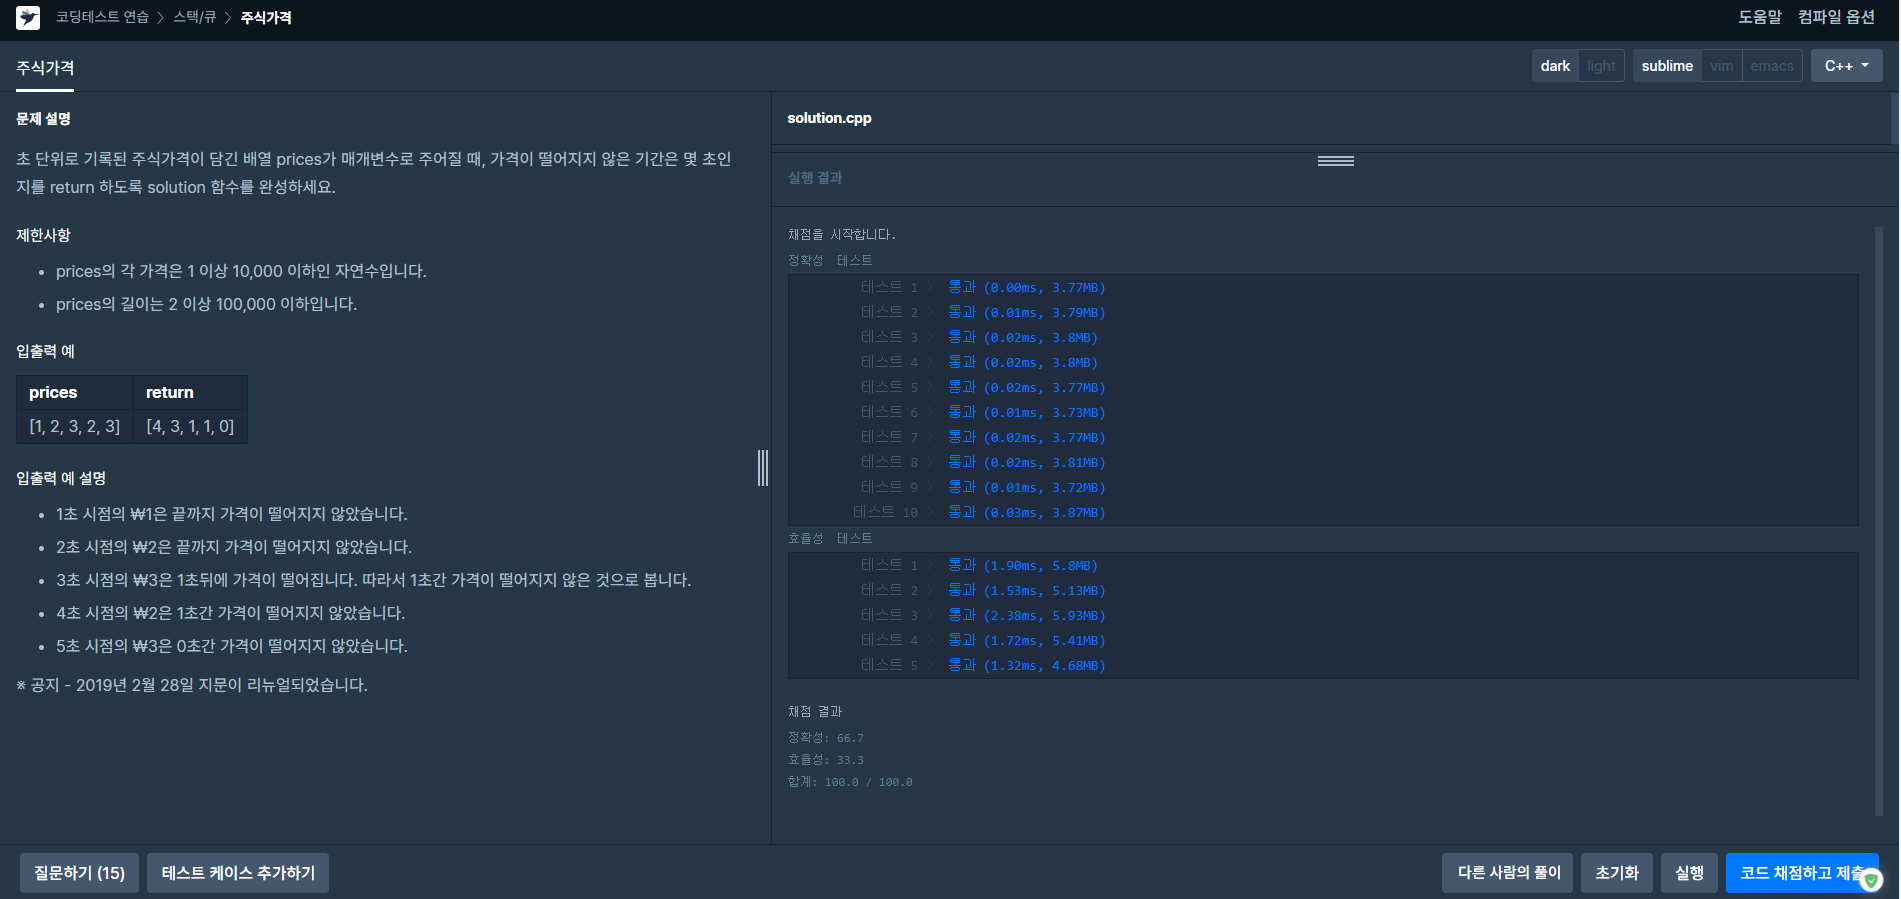 코딩테스트 연습 > 스택/큐 > 주식가격
도움말 컴파일 옵션
주식가격
dark light sublime vim emacs C++
문제 설명
초 단위로 기록된 주식가격이 담긴 배열 prices가 매개변수로 주어질 때, 가격이 떨어지지 않은 기간은 몇 초인
지를 return 하도록 solution 함수를 완성하세요.
제한사항
• prices의 각 가격은 1 이상 10,000 이하인 자연수입니다.
• prices의 길이는 2 이상 100,000 이하입니다.
입출력 예
prices return
[1, 2, 3, 2, 3] [4, 3, 1, 1, 0]
입출력 예 설명
• 1초 시점의 ₩1은 끝까지 가격이 떨어지지 않았습니다.
• 2초 시점의 ₩2은 끝까지 가격이 떨어지지 않았습니다.
• 3초 시점의 ₩3은 1초뒤에 가격이 떨어집니다. 따라서 1초간 가격이 떨어지지 않은 것으로 봅니다.
• 4초 시점의 ₩2은 1초간 가격이 떨어지지 않았습니다.
• 5초 시점의 ₩3은 0초간 가격이 떨어지지 않았습니다.
※ 공지 - 2019년 2월 28일 지문이 리뉴얼되었습니다.
solution.cpp
실행 결과
채점을 시작합니다.
정확성 테스트
테스트 1 〉 통과 (0.00ms, 3.77MB)
테스트 2 〉 통과 (0.01ms, 3.79MB)
테스트 3 〉 통과 (0.02ms, 3.8MB)
테스트 4 〉 통과 (0.02ms, 3.8MB)
테스트 5 〉 통과 (0.02ms, 3.77MB)
테스트 6 〉 통과 (0.01ms, 3.73MB)
테스트 7 〉 통과 (0.02ms, 3.77MB)
테스트 8 〉 통과 (0.02ms, 3.81MB)
테스트 9 〉 통과 (0.01ms, 3.72MB)
테스트 10 〉 통과 (0.03ms, 3.87MB)
효율성 테스트
테스트 1 〉 통과 (1.90ms, 5.8MB)
테스트 2 〉 통과 (1.53ms, 5.13MB)
테스트 3 〉 통과 (2.38ms, 5.93MB)
테스트 4 〉 통과 (1.72ms, 5.41MB)
테스트 5 〉 통과 (1.32ms, 4.68MB)
채점 결과
정확성: 66.7
효율성: 33.3
합계: 100.0 / 100.0
질문하기 (15) 테스트 케이스 추가하기 다른 사람의 풀이 초기화 실행 코드 채점하고 제출